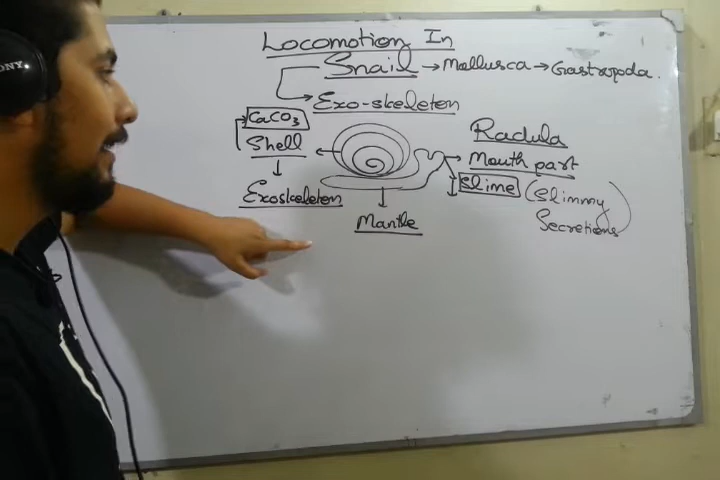 SONY
Locomotion In
Snail → Mollusca → Gastropoda.
Exo-skeleton
CaCO3
Shell
Exoskeleton
Mantle
Radula
Mouth part
Slime (Slimmy
Secretions)